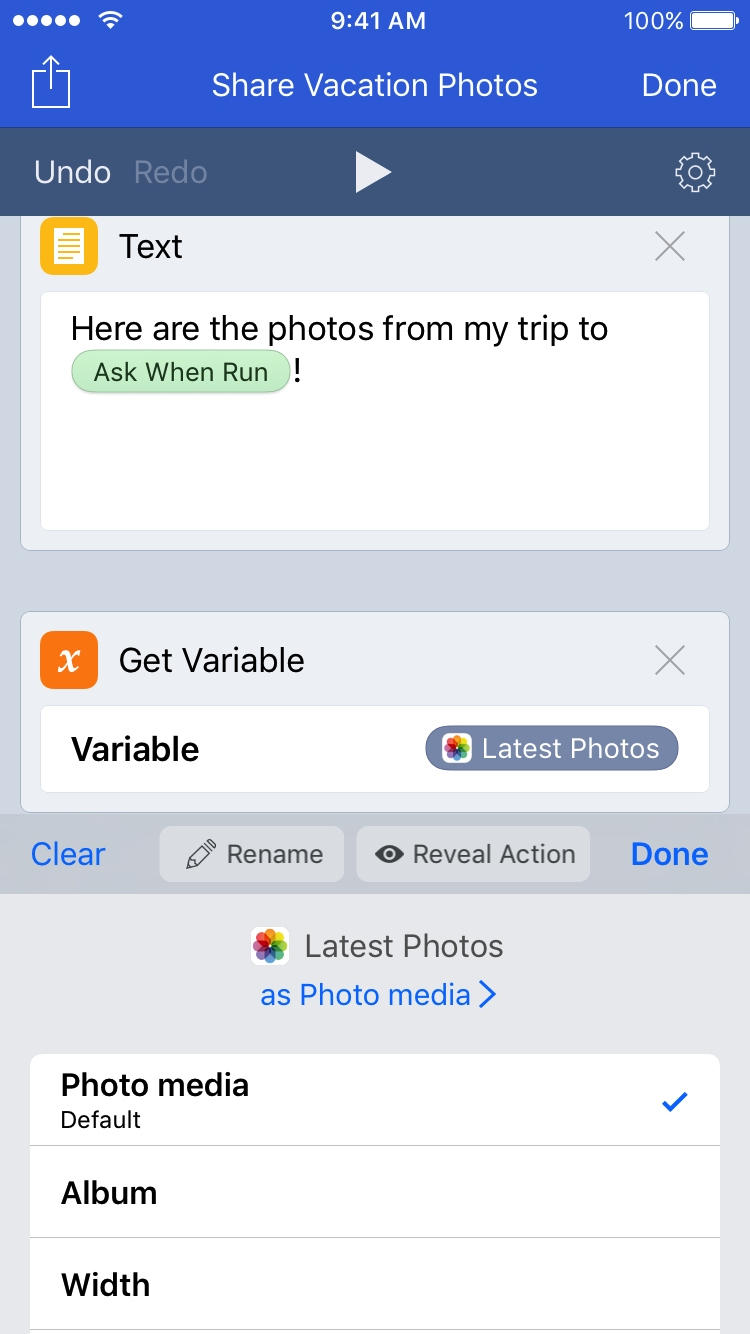 9:41 AM 100%
Share Vacation Photos Done
Undo Redo
Text
Here are the photos from my trip to
Ask When Run !
x Get Variable
Variable Latest Photos
Clear Rename Reveal Action Done
Latest Photos
as Photo media
Photo media
Default
Album
Width